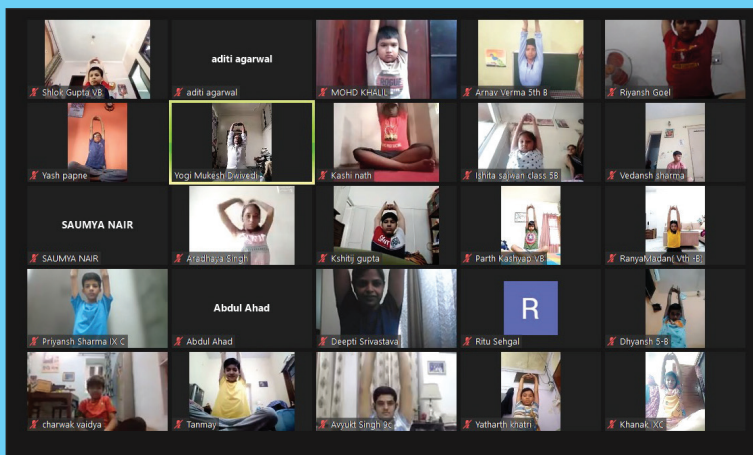 Shlok Gupta VB
aditi agarwal
aditi agarwal
MOHD KHALIL
Arnav Verma 5th B
Riyansh Goel
Yash papne
Yogi Mukesh Dwivedi
Kashi nath
Ishita sajwan class 5B
Vedansh sharma
SAUMYA NAIR
SAUMYA NAIR
Aradhaya Singh
Kshitij gupta
Parth Kashyap VB
RanyaMadan( Vth -B)
Priyansh Sharma IX C
Abdul Ahad
Abdul Ahad
Deepti Srivastava
R
Ritu Sehgal
Dhyansh 5-B
charwak vaidya
Tanmay
Avyukt Singh 9c
Yatharth khatri
Khanak IXC